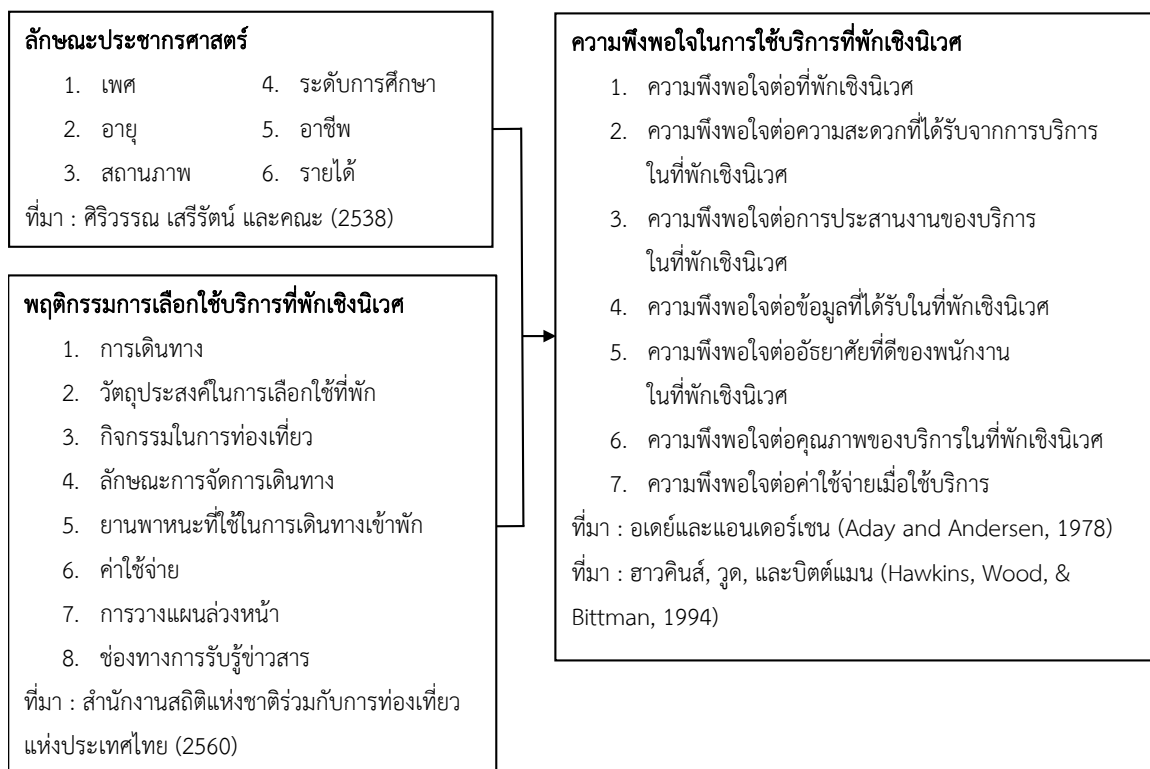 ลักษณะประชากรศาสตร์
1. เพศ 4. ระดับการศึกษา
2. อายุ 5. อาชีพ
3. สถานภาพ 6. รายได้
ที่มา : ศิริวรรณ เสรีรัตน์ และคณะ (2538)
พฤติกรรมการเลือกใช้บริการที่พักเชิงนิเวศ
1. การเดินทาง
2. วัตถุประสงค์ในการเลือกใช้ที่พัก
3. กิจกรรมในการท่องเที่ยว
4. ลักษณะการจัดการเดินทาง
5. ยานพาหนะที่ใช้ในการเดินทางเข้าพัก
6. ค่าใช้จ่าย
7. การวางแผนล่วงหน้า
8. ช่องทางการรับรู้ข่าวสาร
ที่มา : สำนักงานสถิติแห่งชาติร่วมกับการท่องเที่ยว
แห่งประเทศไทย (2560)
ความพึงพอใจในการใช้บริการที่พักเชิงนิเวศ
1. ความพึงพอใจต่อที่พักเชิงนิเวศ
2. ความพึงพอใจต่อความสะดวกที่ได้รับจากการบริการ
ในที่พักเชิงนิเวศ
3. ความพึงพอใจต่อการประสานงานของบริการ
ในที่พักเชิงนิเวศ
4. ความพึงพอใจต่อข้อมูลที่ได้รับในที่พักเชิงนิเวศ
5. ความพึงพอใจต่ออัธยาศัยที่ดีของพนักงาน
ในที่พักเชิงนิเวศ
6. ความพึงพอใจต่อคุณภาพของบริการในที่พักเชิงนิเวศ
7. ความพึงพอใจต่อค่าใช้จ่ายเมื่อใช้บริการ
ที่มา : อเดย์และแอนเดอร์เซน (Aday and Andersen, 1978)
ที่มา : ฮาวคินส์, วูด, และบิตต์แมน (Hawkins, Wood, &
Bittman, 1994)